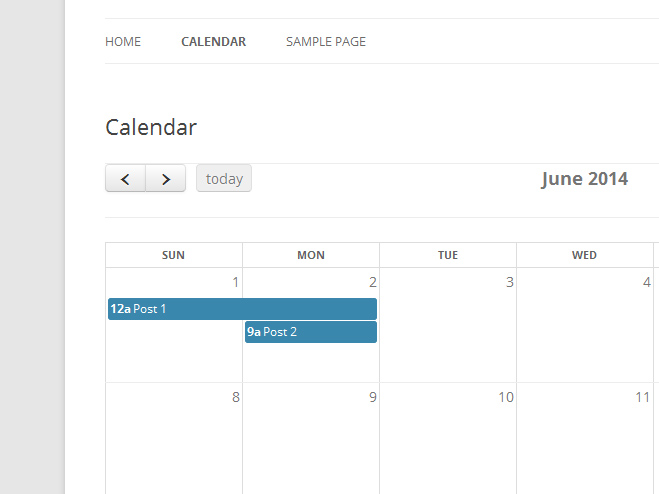 HOME CALENDAR SAMPLE PAGE
Calendar
today June 2014
SUN MON TUE WED
1 2 3 4
12a Post 1
9a Post 2
8 9 10 11